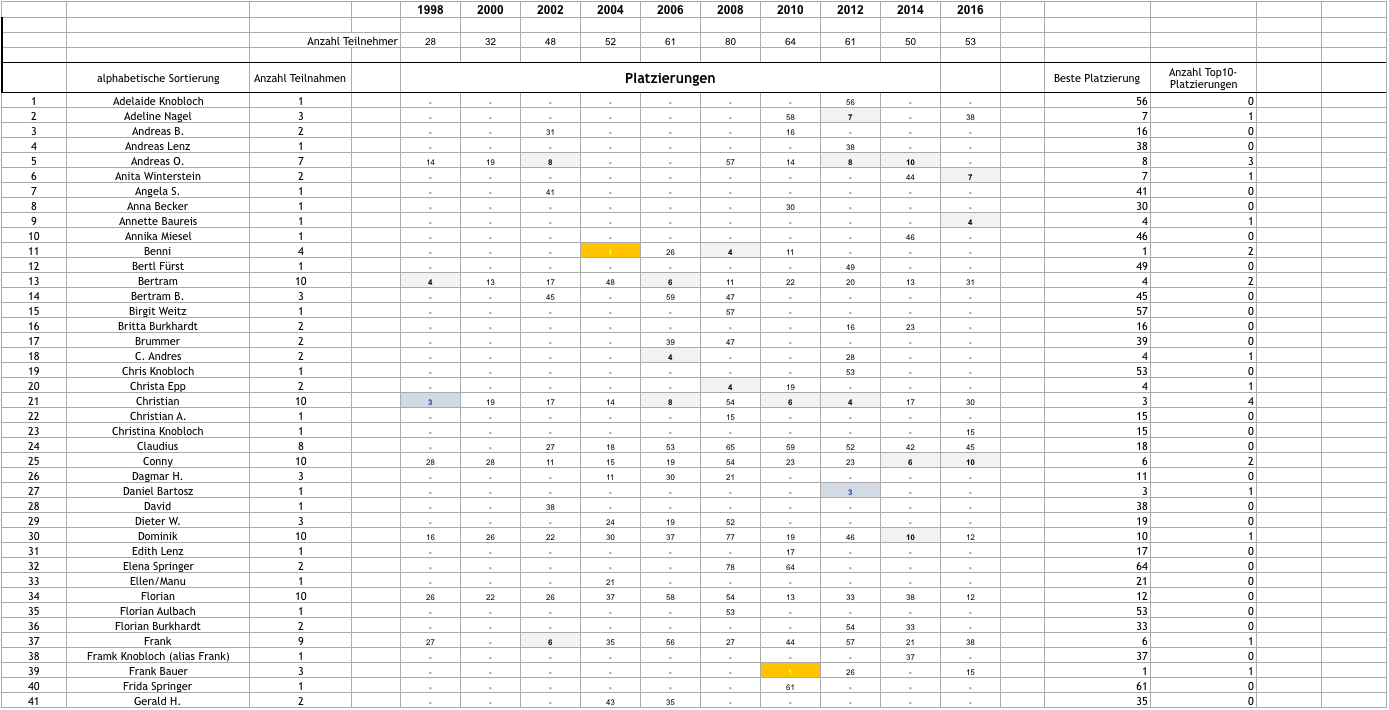 1998 2000 2002 2004 2006 2008 2010 2012 2014 2016
Anzahl Teilnehmer 28 32 48 52 61 80 64 61 50 53
alphabetische Sortierung Anzahl Teilnahmen Platzierungen Beste Platzierung Anzahl Top10-
Platzierungen
1 Adelaide Knobloch 1 - - - - - - - 56 - - 56 0
2 Adeline Nagel 3 - - - - - - 58 7 - 38 7 1
3 Andreas B. 2 - - 31 - - - 16 - - - 16 0
4 Andreas Lenz 1 - - - - - - - 38 - - 38 0
5 Andreas O. 7 14 19 8 - - 57 14 8 10 - 8 3
6 Anita Winterstein 2 - - - - - - - - 44 7 7 1
7 Angela S. 1 - - 41 - - - - - - - 41 0
8 Anna Becker 1 - - - - - - 30 - - - 30 0
9 Annette Baureis 1 - - - - - - - - - 4 4 1
10 Annika Miesel 1 - - - - - - - - 46 - 46 0
11 Benni 4 - - - 1 26 4 11 - - - 1 2
12 Bertl Fürst 1 - - - - - - - 49 - - 49 0
13 Bertram 10 4 13 17 48 6 11 22 20 13 31 4 2
14 Bertram B. 3 - - 45 - 59 47 - - - - 45 0
15 Birgit Weitz 1 - - - - - 57 - - - - 57 0
16 Britta Burkhardt 2 - - - - - - - 16 23 - 16 0
17 Brummer 2 - - - - 39 47 - - - - 39 0
18 C. Andres 2 - - - - 4 - - 28 - - 4 1
19 Chris Knobloch 1 - - - - - - - 53 - - 53 0
20 Christa Epp 2 - - - - - 4 19 - - - 4 1
21 Christian 10 3 19 17 14 8 54 6 4 17 30 3 4
22 Christian A. 1 - - - - - 15 - - - - 15 0
23 Christina Knobloch 1 - - - - - - - - - 15 15 0
24 Claudius 8 - - 27 18 53 65 59 52 42 45 18 0
25 Conny 10 28 28 11 15 19 54 23 23 6 10 6 2
26 Dagmar H. 3 - - - 11 30 21 - - - - 11 0
27 Daniel Bartosz 1 - - - - - - - 3 - - 3 1
28 David 1 - - 38 - - - - - - - 38 0
29 Dieter W. 3 - - - 24 19 52 - - - - 19 0
30 Dominik 10 16 26 22 30 37 77 19 46 10 12 10 1
31 Edith Lenz 1 - - - - - - 17 - - - 17 0
32 Elena Springer 2 - - - - - 78 64 - - - 64 0
33 Ellen/Manu 1 - - - 21 - - - - - - 21 0
34 Florian 10 26 22 26 37 58 54 13 33 38 12 12 0
35 Florian Aulbach 1 - - - - - 53 - - - - 53 0
36 Florian Burkhardt 2 - - - - - - - 54 33 - 33 0
37 Frank 9 27 - 6 35 56 27 44 57 21 38 6 1
38 Framk Knobloch (alias Frank) 1 - - - - - - - - 37 - 37 0
39 Frank Bauer 3 - - - - - - 1 26 - 15 1 1
40 Frida Springer 1 - - - - - - 61 - - - 61 0
41 Gerald H. 2 - - - 43 35 - - - - - 35 0